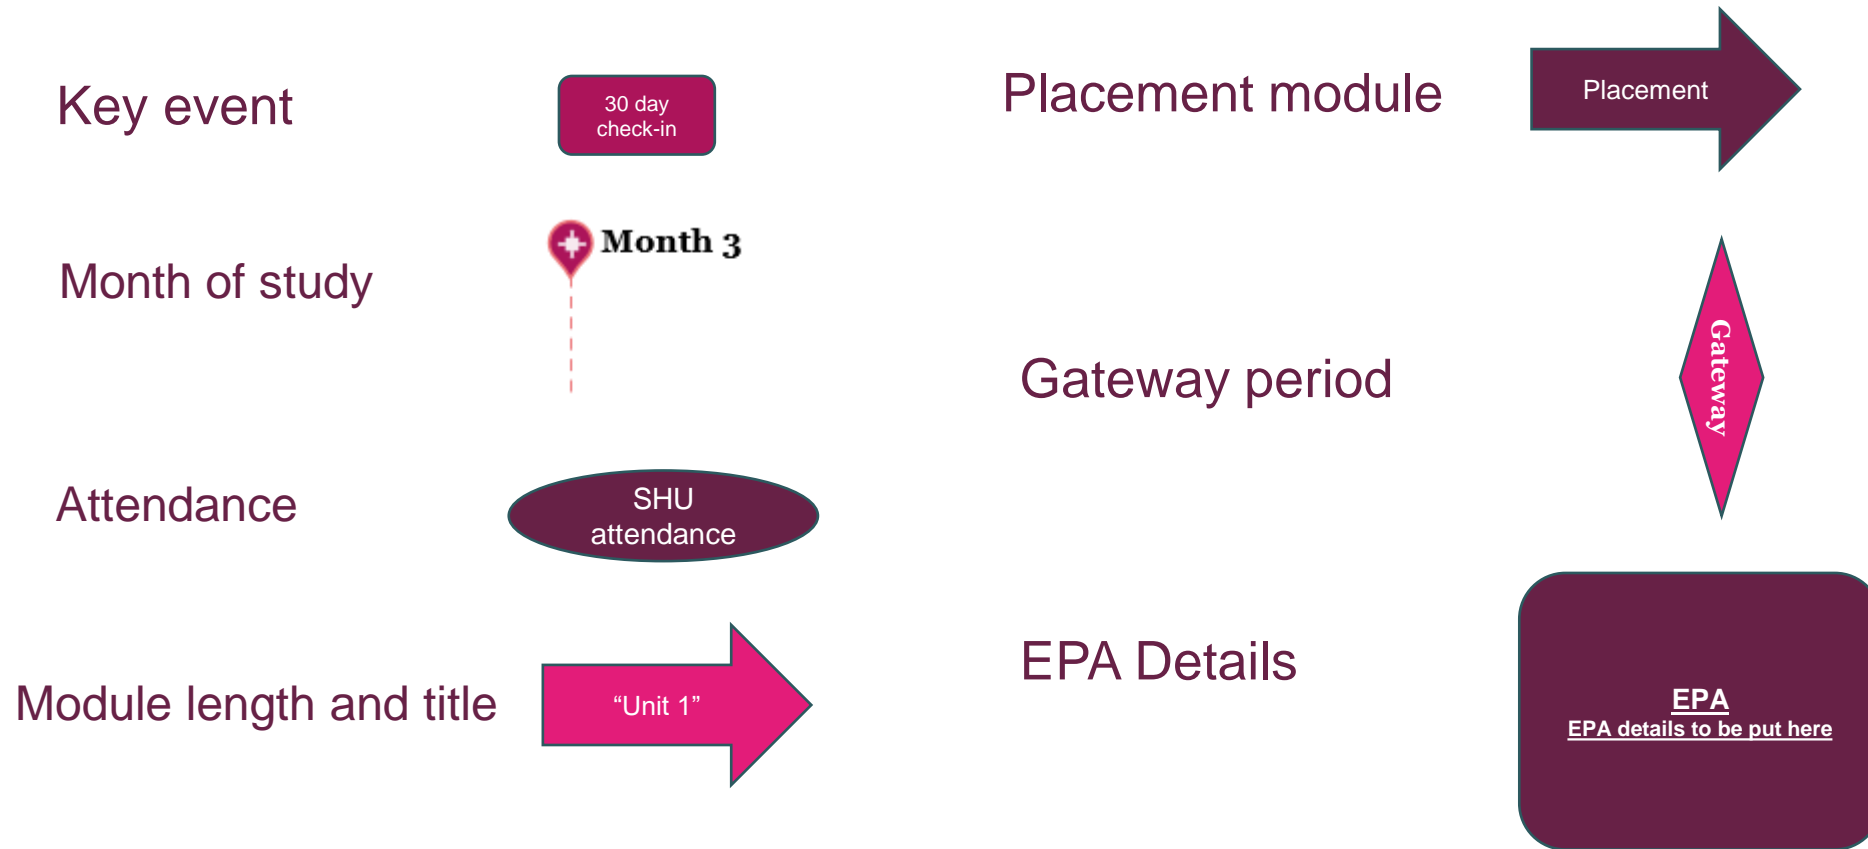 Key event
30 day
check-in
Month of study
Month 3
Attendance
SHU
attendance
Module length and title
“Unit 1”
Placement module
Placement
Gateway period
Gateway
EPA Details
EPA
EPA details to be put here